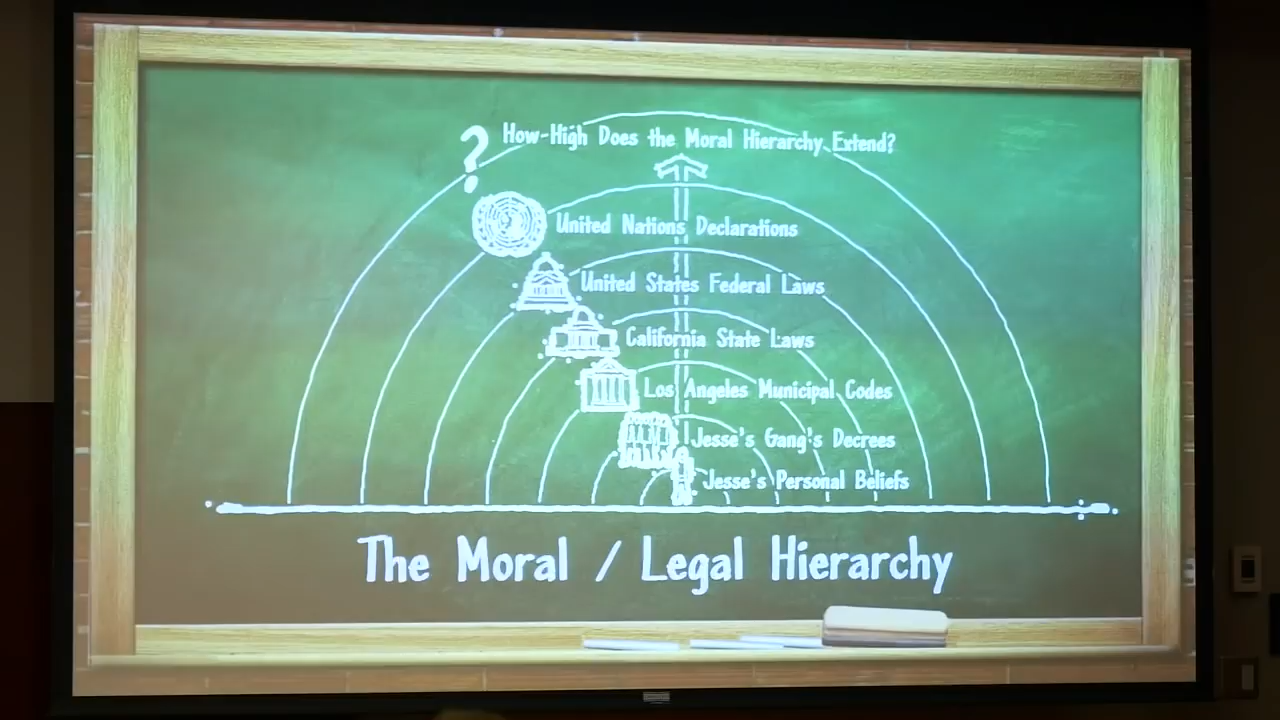 ? How-High Does the Moral Hierarchy Extend?
United Nations Declarations
United States Federal Laws
California State Laws
Los Angeles Municipal Codes
Jesse's Gang's Decrees
Jesse's Personal Beliefs
The Moral / Legal Hierarchy